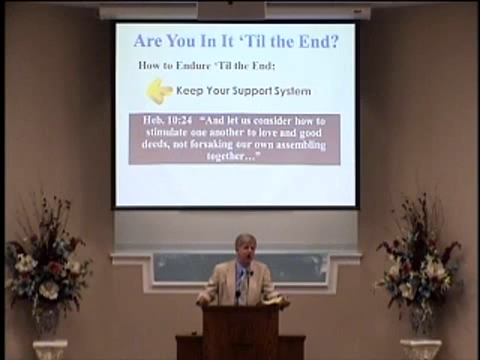 Are You In It ‘Til the End?
How to Endure ‘Til the End:
Keep Your Support System
Heb. 10:24 “And let us consider how to
stimulate one another to love and good
deeds, not forsaking our own assembling
together…”